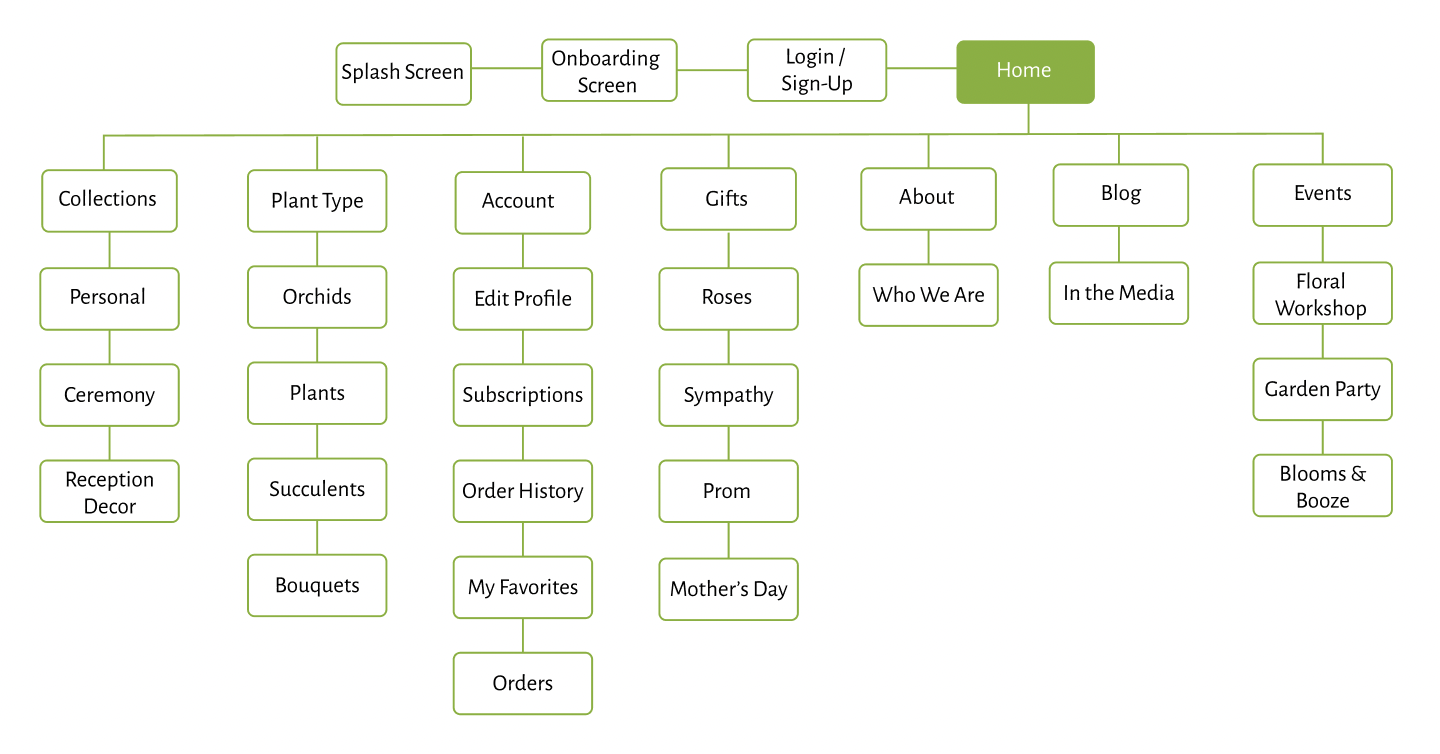 Splash Screen
Onboarding
Screen
Login /
Sign-Up
Home
Collections
Personal
Ceremony
Reception
Decor
Plant Type
Orchids
Plants
Succulents
Bouquets
Account
Edit Profile
Subscriptions
Order History
My Favorites
Orders
Gifts
Roses
Sympathy
Prom
Mother’s Day
About
Who We Are
Blog
In the Media
Events
Floral
Workshop
Garden Party
Blooms &
Booze